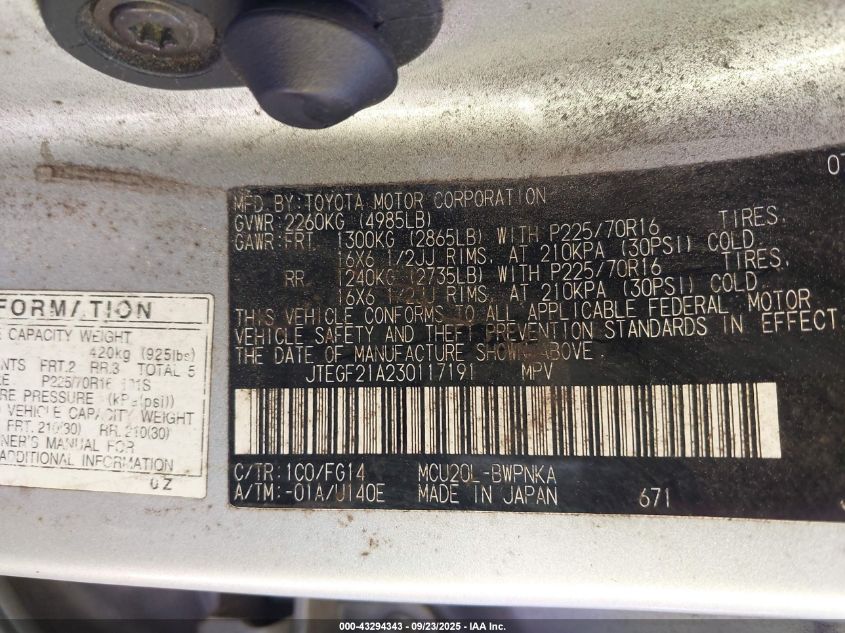 07
MFD.BY:TOYOTA MOTOR CORPORATION
GVWR:2260KG (4985LB)
GAWR:FRT. 1300KG (2865LB) WITH P225/70R16 TIRES.
16X6 1/2JJ RIMS. AT 210KPA (30PSI) COLD.
RR. 1240KG (2735LB) WITH P225/70R16 TIRES.
16X6 1/2JJ RIMS. AT 210KPA (30PSI) COLD.
THIS VEHICLE CONFORMS TO ALL APPLICABLE FEDERAL MOTOR
VEHICLE SAFETY AND THEFT PREVENTION STANDARDS IN EFFECT
THE DATE OF MANUFACTURE SHOWN ABOVE.
JTEGF21A230117191 MPV
C/TR:1C0/FG14 MCU20L-BWPNKA
A/TM:-01A/U140E MADE IN JAPAN 671
FORMATION
CAPACITY WEIGHT
420kg (925lbs)
NTS FRT.2 RR.3 TOTAL 5
P225/70R16 101S
RE PRESSURE (kPa(psi))
VEHICLE CAPACITY WEIGHT
FRT.210(30) RR.210(30)
NER'S MANUAL FOR
INFORMATION
0Z
000-43294343 - 09/23/2025 - IAA Inc.